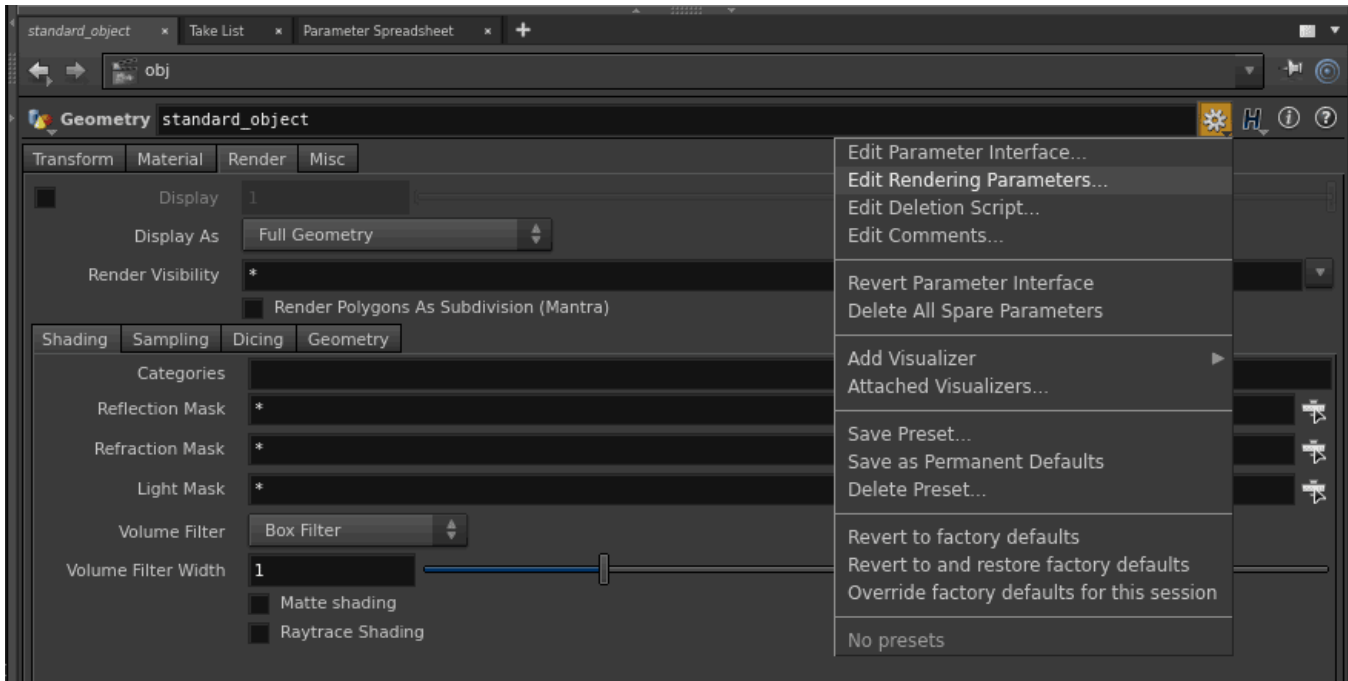 standard_object × Take List × Parameter Spreadsheet × +
obj
Geometry standard_object
Transform Material Render Misc
Display 1
Display As Full Geometry
Render Visibility *
Render Polygons As Subdivision (Mantra)
Shading Sampling Dicing Geometry
Categories
Reflection Mask *
Refraction Mask *
Light Mask *
Volume Filter Box Filter
Volume Filter Width 1
Matte shading
Raytrace Shading
Edit Parameter Interface...
Edit Rendering Parameters...
Edit Deletion Script...
Edit Comments...
Revert Parameter Interface
Delete All Spare Parameters
Add Visualizer
Attached Visualizers...
Save Preset...
Save as Permanent Defaults
Delete Preset...
Revert to factory defaults
Revert to and restore factory defaults
Override factory defaults for this session
No presets